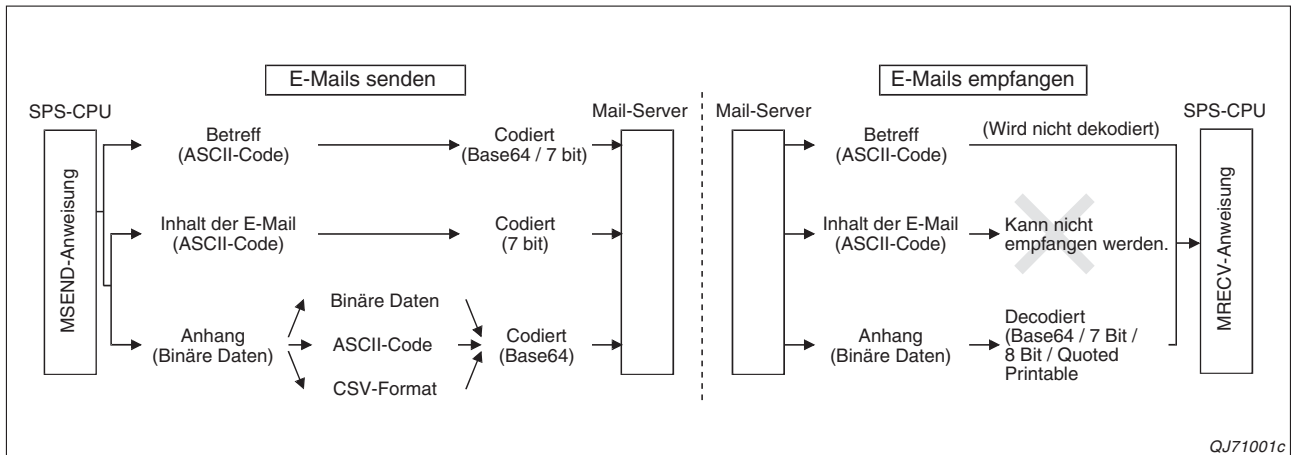 E-Mails senden
SPS-CPU
Mail-Server
MSEND-Anweisung
Betreff
(ASCII-Code)
Codiert
(Base64 / 7 bit)
Inhalt der E-Mail
(ASCII-Code)
Codiert
(7 bit)
Anhang
(Binäre Daten)
Binäre Daten
ASCII-Code
CSV-Format
Codiert
(Base64)
E-Mails empfangen
Mail-Server
SPS-CPU
Betreff
(ASCII-Code)
(Wird nicht dekodiert)
Inhalt der E-Mail
(ASCII-Code)
Kann nicht
empfangen werden.
Anhang
(Binäre Daten)
Decodiert
(Base64 / 7 Bit /
8 Bit / Quoted
Printable
MRECV-Anweisung
QJ71001c